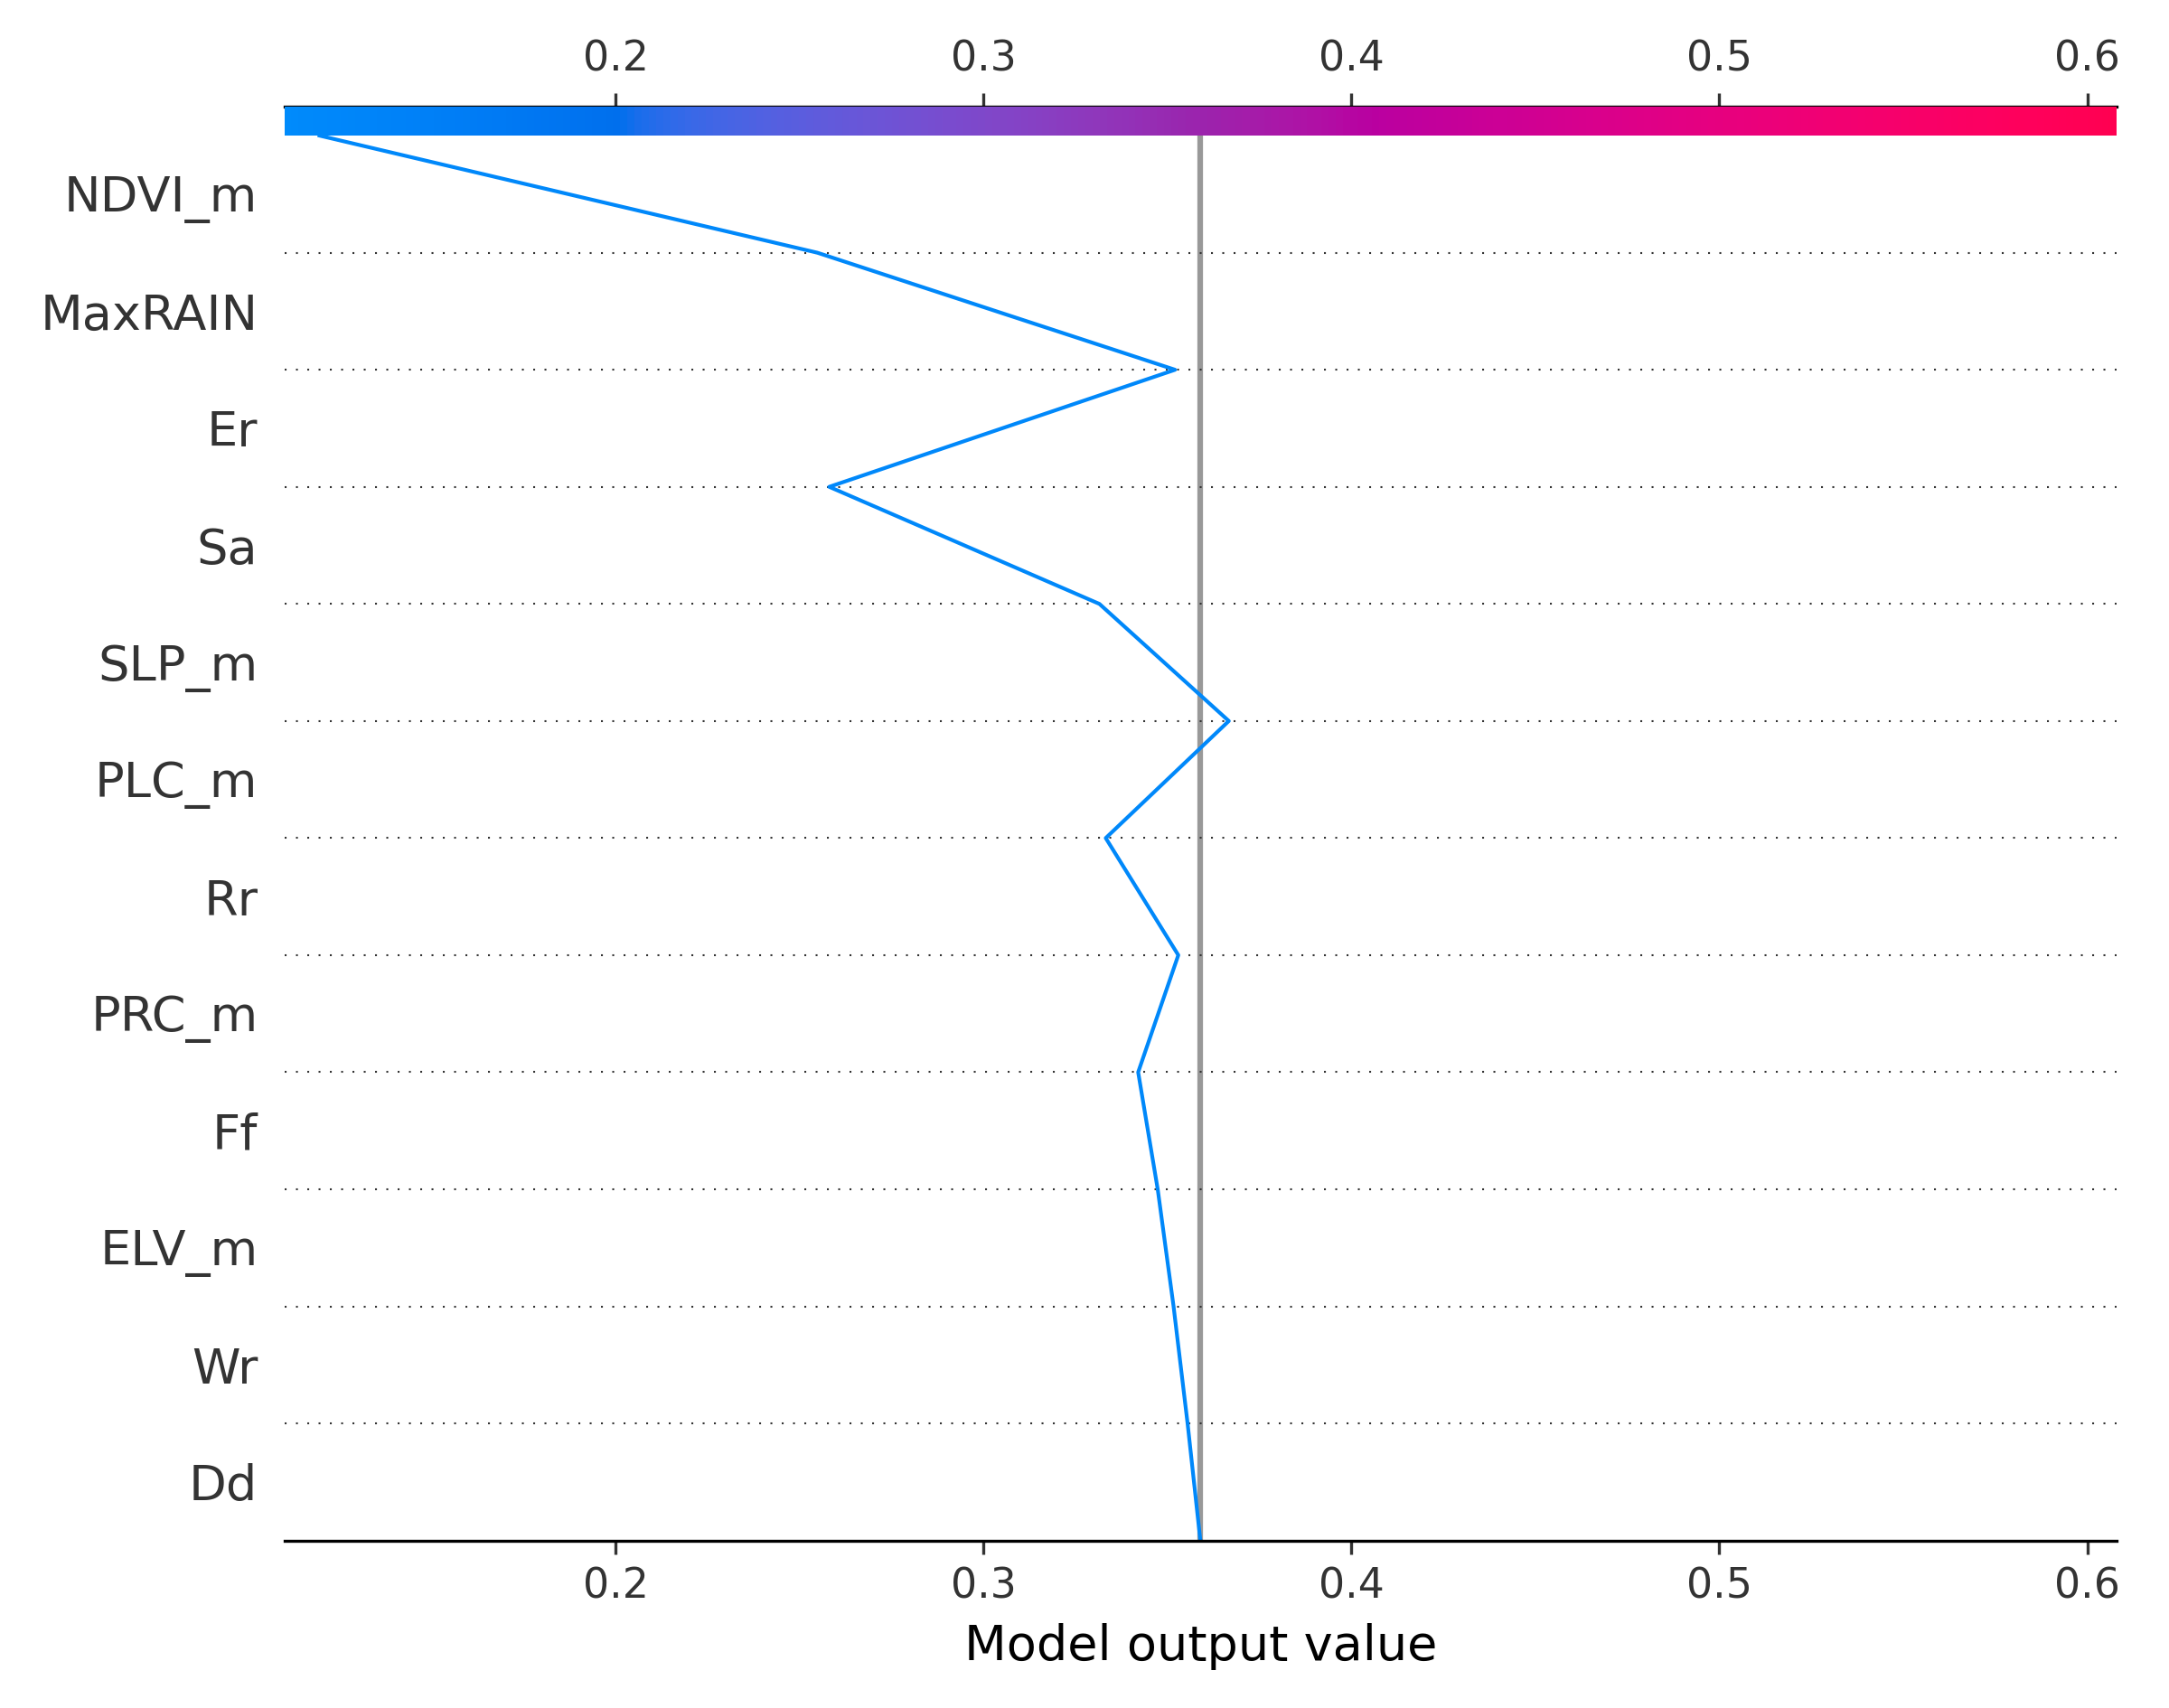 0.2 0.3 0.4 0.5 0.6
NDVI_m
MaxRAIN
Er
Sa
SLP_m
PLC_m
Rr
PRC_m
Ff
ELV_m
Wr
Dd
0.2 0.3 0.4 0.5 0.6
Model output value